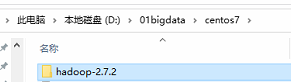 › 此电脑 › 本地磁盘 (D:) › 01bigdata › centos7 ›
名称
hadoop-2.7.2